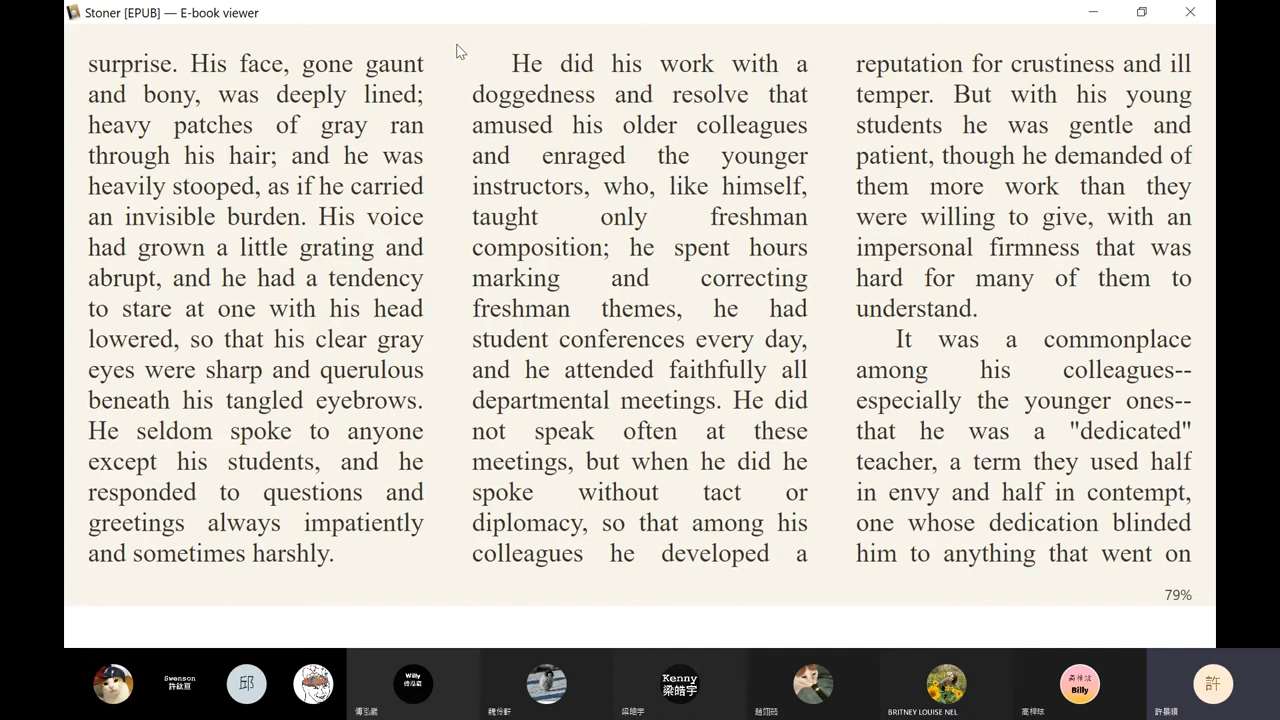 Stoner [EPUB] — E-book viewer
surprise. His face, gone gaunt
and bony, was deeply lined;
heavy patches of gray ran
through his hair; and he was
heavily stooped, as if he carried
an invisible burden. His voice
had grown a little grating and
abrupt, and he had a tendency
to stare at one with his head
lowered, so that his clear gray
eyes were sharp and querulous
beneath his tangled eyebrows.
He seldom spoke to anyone
except his students, and he
responded to questions and
greetings always impatiently
and sometimes harshly.
He did his work with a
doggedness and resolve that
amused his older colleagues
and enraged the younger
instructors, who, like himself,
taught only freshman
composition; he spent hours
marking and correcting
freshman themes, he had
student conferences every day,
and he attended faithfully all
departmental meetings. He did
not speak often at these
meetings, but when he did he
spoke without tact or
diplomacy, so that among his
colleagues he developed a
reputation for crustiness and ill
temper. But with his young
students he was gentle and
patient, though he demanded of
them more work than they
were willing to give, with an
impersonal firmness that was
hard for many of them to
understand.
It was a commonplace
among his colleagues--
especially the younger ones--
that he was a "dedicated"
teacher, a term they used half
in envy and half in contempt,
one whose dedication blinded
him to anything that went on
79%
Swenson
邱
Willy
Kenny
梁皓宇
Billy
許
梁皓宇
BRITNEY LOUISE NEL